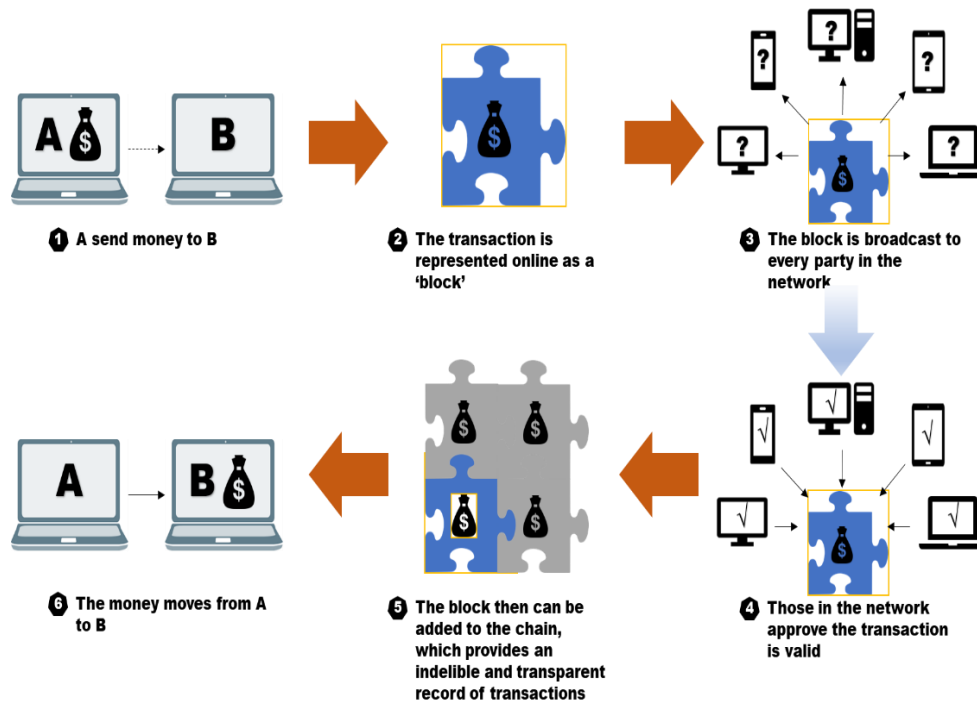 A $
B
1 A send money to B
$
2 The transaction is
represented online as a
‘block’
?
?
?
?
?
$
3 The block is broadcast to
every party in the
network
√
√
√
√
√
$
4 Those in the network
approve the transaction
is valid
$
$
$
$
5 The block then can be
added to the chain,
which provides an
indelible and transparent
record of transactions
A
B $
6 The money moves from A
to B